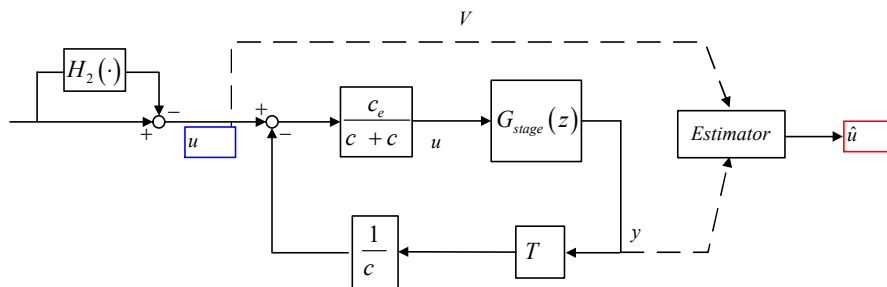 V
H₂(·)
−
+
u
+
−
cₑ
c + c
u
G_stage(z)
Estimator
û
1
c
T
y